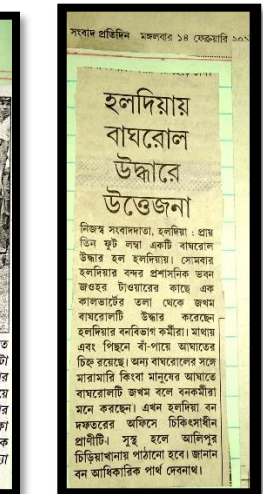 সংবাদ প্রতিদিন মঙ্গলবার ১৪ ফেব্রুয়ারি
হলদিয়ায়
বাঘরোল
উদ্ধারে
উত্তেজনা
নিজস্ব সংবাদদাতা, হলদিয়া : প্রায়
তিন ফুট লম্বা একটি বাঘরোল
উদ্ধার হল হলদিয়ায়। সোমবার
হলদিয়ার বন্দর প্রশাসনিক ভবন
জওহর টাওয়ারের কাছে এক
কালভার্টের তলা থেকে জখম
বাঘরোলটি উদ্ধার করেছেন
হলদিয়ার বনবিভাগ কর্মীরা। মাথায়
এবং পিছনে বাঁ-পায়ে আঘাতের
চিহ্ন রয়েছে। অন্য বাঘরোলের সঙ্গে
মারামারি কিংবা মানুষের আঘাতে
বাঘরোলটি জখম বলে বনকর্মীরা
মনে করছেন। এখন হলদিয়া বন
দফতরের অফিসে চিকিৎসাধীন
প্রাণীটি। সুস্থ হলে আলিপুর
চিড়িয়াখানায় পাঠানো হবে। জানান
বন আধিকারিক পার্থ দেবনাথ।